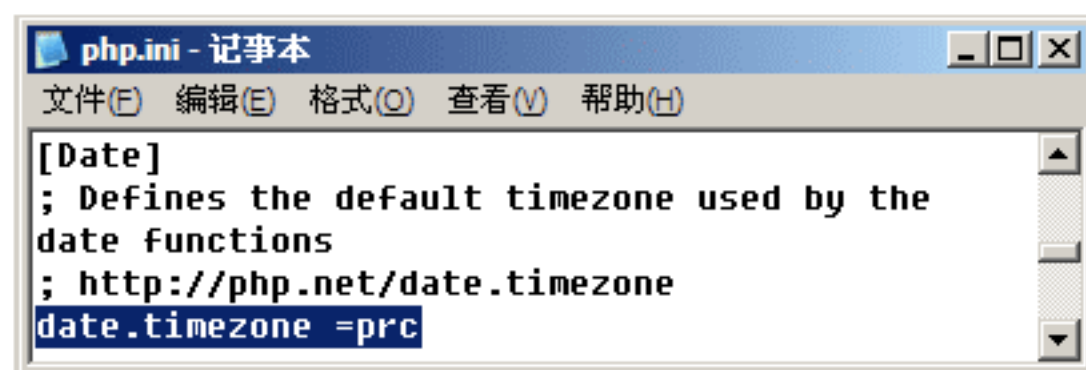 php.ini - 记事本
文件(F) 编辑(E) 格式(O) 查看(V) 帮助(H)
[Date]
; Defines the default timezone used by the
date functions
; http://php.net/date.timezone
date.timezone =prc